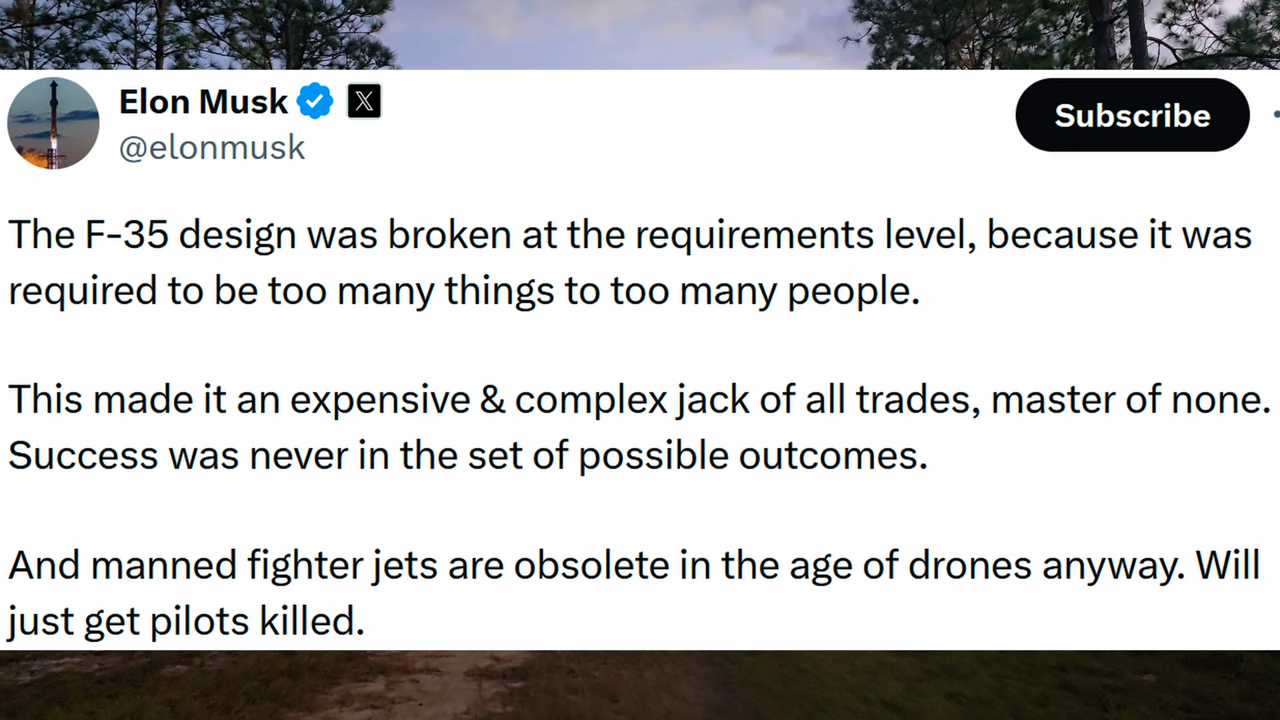 Elon Musk
@elonmusk
Subscribe
The F-35 design was broken at the requirements level, because it was
required to be too many things to too many people.
This made it an expensive & complex jack of all trades, master of none.
Success was never in the set of possible outcomes.
And manned fighter jets are obsolete in the age of drones anyway. Will
just get pilots killed.